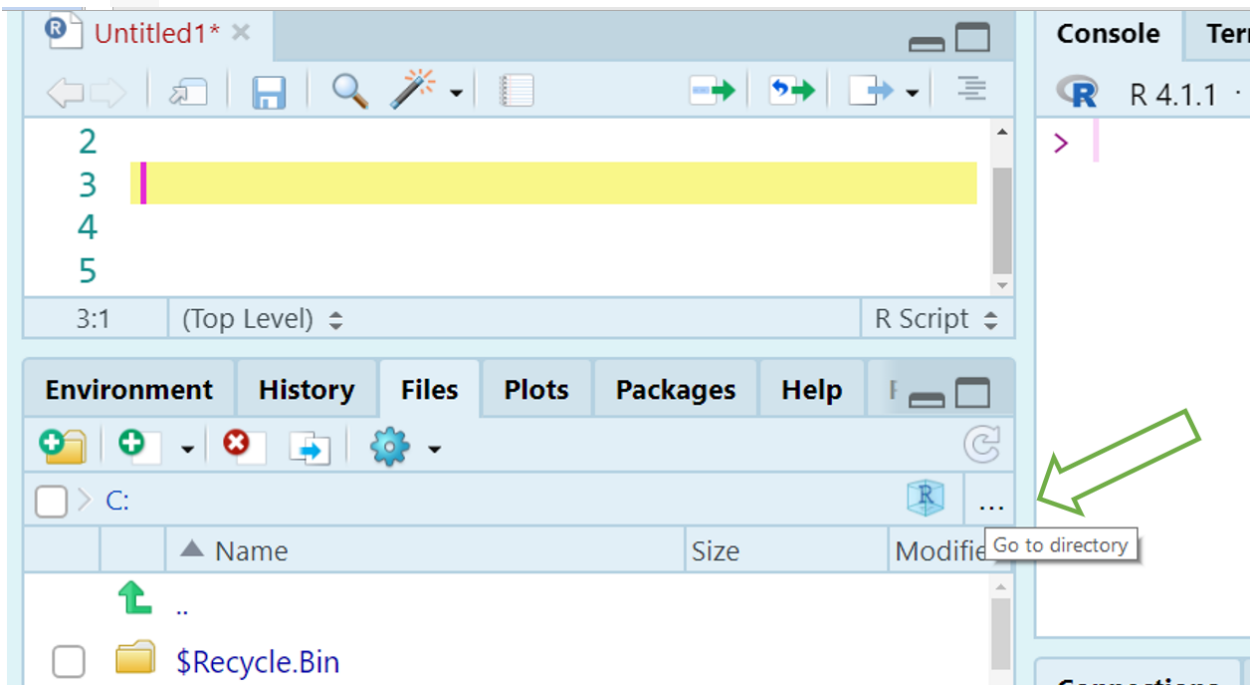 Untitled1*
2
3
4
5
3:1 (Top Level) R Script
Environment History Files Plots Packages Help
C: ...
Name Size Modifie
Go to directory
..
$Recycle.Bin
Console Ter
R 4.1.1 ·
>